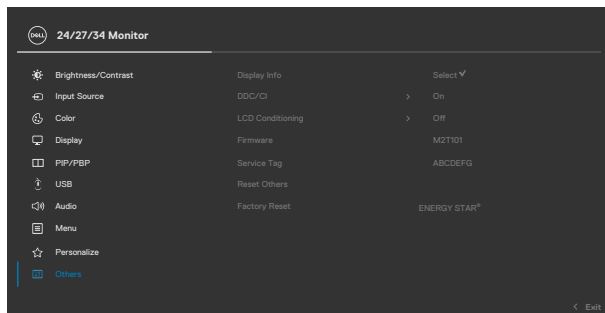 DELL 24/27/34 Monitor
Brightness/Contrast Display Info Select
Input Source DDC/CI > On
Color LCD Conditioning > Off
Display Firmware M2T101
PIP/PBP Service Tag ABCDEFG
USB Reset Others
Audio Factory Reset ENERGY STAR®
Menu
Personalize
Others
< Exit